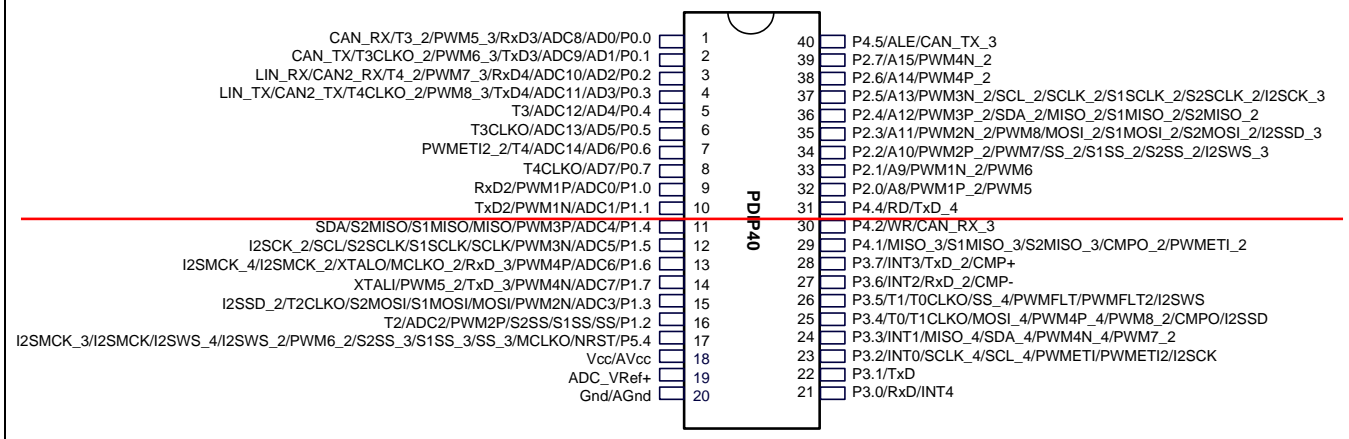 CAN_RX/T3_2/PWM5_3/RxD3/ADC8/AD0/P0.0 1
CAN_TX/T3CLKO_2/PWM6_3/TxD3/ADC9/AD1/P0.1 2
LIN_RX/CAN2_RX/T4_2/PWM7_3/RxD4/ADC10/AD2/P0.2 3
LIN_TX/CAN2_TX/T4CLKO_2/PWM8_3/TxD4/ADC11/AD3/P0.3 4
T3/ADC12/AD4/P0.4 5
T3CLKO/ADC13/AD5/P0.5 6
PWMETI2_2/T4/ADC14/AD6/P0.6 7
T4CLKO/AD7/P0.7 8
RxD2/PWM1P/ADC0/P1.0 9
TxD2/PWM1N/ADC1/P1.1 10
SDA/S2MISO/S1MISO/MISO/PWM3P/ADC4/P1.4 11
I2SCK_2/SCL/S2SCLK/S1SCLK/SCLK/PWM3N/ADC5/P1.5 12
I2SMCK_4/I2SMCK_2/XTALO/MCLKO_2/RxD_3/PWM4P/ADC6/P1.6 13
XTALI/PWM5_2/TxD_3/PWM4N/ADC7/P1.7 14
I2SSD_2/T2CLKO/S2MOSI/S1MOSI/MOSI/PWM2N/ADC3/P1.3 15
T2/ADC2/PWM2P/S2SS/S1SS/SS/P1.2 16
I2SMCK_3/I2SMCK/I2SWS_4/I2SWS_2/PWM6_2/S2SS_3/S1SS_3/SS_3/MCLKO/NRST/P5.4 17
Vcc/AVcc 18
ADC_VRef+ 19
Gnd/AGnd 20
PDIP40
40 P4.5/ALE/CAN_TX_3
39 P2.7/A15/PWM4N_2
38 P2.6/A14/PWM4P_2
37 P2.5/A13/PWM3N_2/SCL_2/SCLK_2/S1SCLK_2/S2SCLK_2/I2SCK_3
36 P2.4/A12/PWM3P_2/SDA_2/MISO_2/S1MISO_2/S2MISO_2
35 P2.3/A11/PWM2N_2/PWM8/MOSI_2/S1MOSI_2/S2MOSI_2/I2SSD_3
34 P2.2/A10/PWM2P_2/PWM7/SS_2/S1SS_2/S2SS_2/I2SWS_3
33 P2.1/A9/PWM1N_2/PWM6
32 P2.0/A8/PWM1P_2/PWM5
31 P4.4/RD/TxD_4
30 P4.2/WR/CAN_RX_3
29 P4.1/MISO_3/S1MISO_3/S2MISO_3/CMPO_2/PWMETI_2
28 P3.7/INT3/TxD_2/CMP+
27 P3.6/INT2/RxD_2/CMP-
26 P3.5/T1/T0CLKO/SS_4/PWMFLT/PWMFLT2/I2SWS
25 P3.4/T0/T1CLKO/MOSI_4/PWM4P_4/PWM8_2/CMPO/I2SSD
24 P3.3/INT1/MISO_4/SDA_4/PWM4N_4/PWM7_2
23 P3.2/INT0/SCLK_4/SCL_4/PWMETI/PWMETI2/I2SCK
22 P3.1/TxD
21 P3.0/RxD/INT4